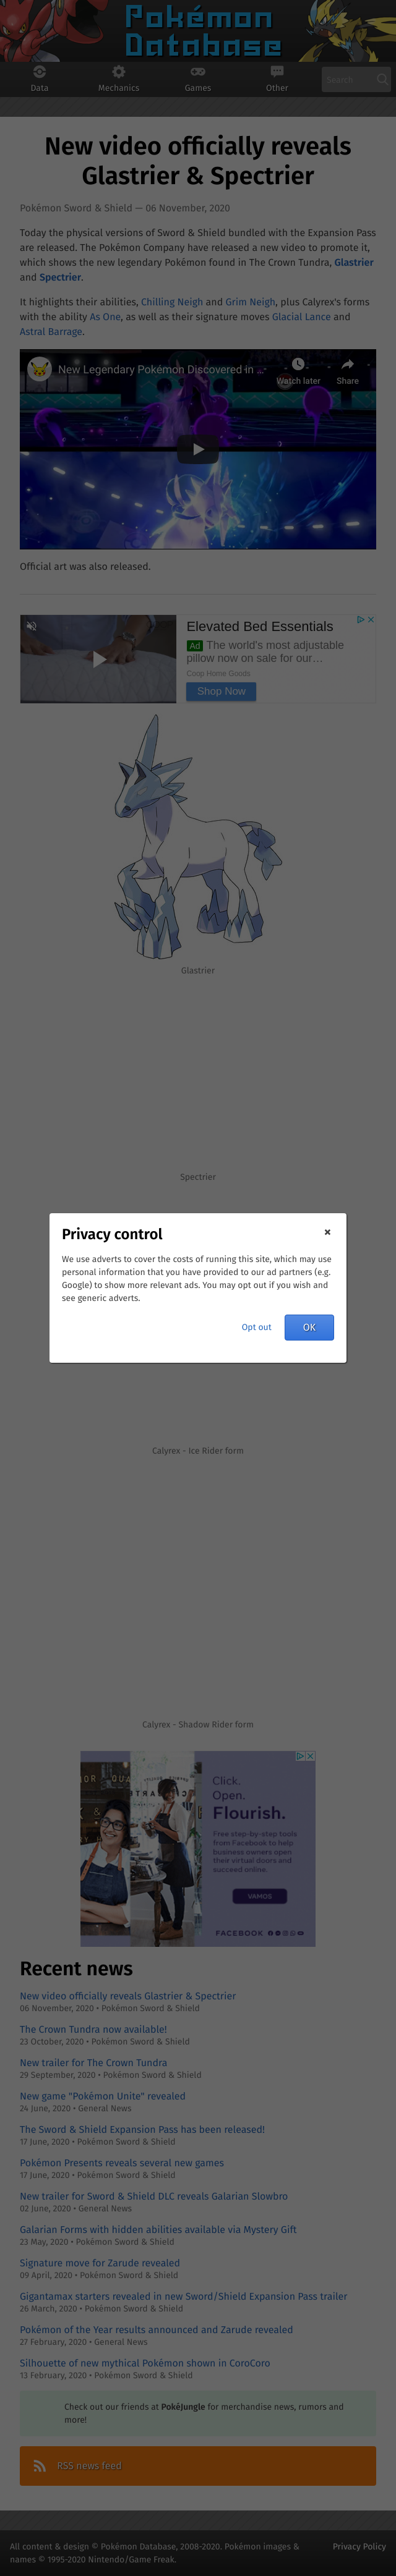 Pokémon
Database
Data
Mechanics
Games
Other
Search
New video officially reveals
Glastrier & Spectrier
Pokémon Sword & Shield — 06 November, 2020
Today the physical versions of Sword & Shield bundled with the Expansion Pass
are released. The Pokémon Company have released a new video to promote it,
which shows the new legendary Pokémon found in The Crown Tundra, Glastrier
and Spectrier.
It highlights their abilities, Chilling Neigh and Grim Neigh, plus Calyrex's forms
with the ability As One, as well as their signature moves Glacial Lance and
Astral Barrage.
New Legendary Pokémon Discovered in ...
Watch later
Share
Official art was also released.
Elevated Bed Essentials
Ad The world's most adjustable
pillow now on sale for our…
Coop Home Goods
Shop Now
Glastrier
Spectrier
Privacy control
×
We use adverts to cover the costs of running this site, which may use
personal information that you have provided to our ad partners (e.g.
Google) to show more relevant ads. You may opt out if you wish and
see generic adverts.
Opt out
OK
Calyrex - Ice Rider form
Calyrex - Shadow Rider form
Click.
Open.
Flourish.
Free step-by-step tools
from Facebook to help
business owners open
their virtual doors and
succeed online.
VAMOS
FACEBOOK
Recent news
New video officially reveals Glastrier & Spectrier
06 November, 2020 • Pokémon Sword & Shield
The Crown Tundra now available!
23 October, 2020 • Pokémon Sword & Shield
New trailer for The Crown Tundra
29 September, 2020 • Pokémon Sword & Shield
New game "Pokémon Unite" revealed
24 June, 2020 • General News
The Sword & Shield Expansion Pass has been released!
17 June, 2020 • Pokémon Sword & Shield
Pokémon Presents reveals several new games
17 June, 2020 • Pokémon Sword & Shield
New trailer for Sword & Shield DLC reveals Galarian Slowbro
02 June, 2020 • General News
Galarian Forms with hidden abilities available via Mystery Gift
23 May, 2020 • Pokémon Sword & Shield
Signature move for Zarude revealed
09 April, 2020 • Pokémon Sword & Shield
Gigantamax starters revealed in new Sword/Shield Expansion Pass trailer
26 March, 2020 • Pokémon Sword & Shield
Pokémon of the Year results announced and Zarude revealed
27 February, 2020 • General News
Silhouette of new mythical Pokémon shown in CoroCoro
13 February, 2020 • Pokémon Sword & Shield
Check out our friends at PokéJungle for merchandise news, rumors and
more!
RSS news feed
All content & design © Pokémon Database, 2008-2020. Pokémon images &
names © 1995-2020 Nintendo/Game Freak.
Privacy Policy